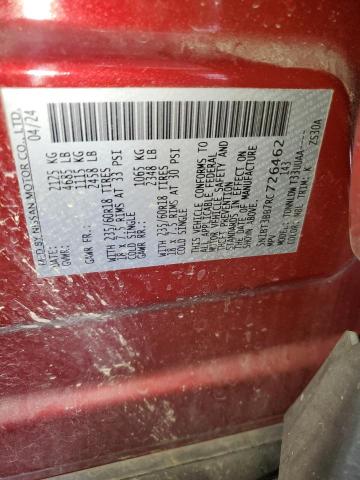 MFD.BY NISSAN MOTOR CO., LTD.
DATE: 04/24
GVWR: 2125 KG
4685 LB
GAWR FR.: 1115 KG
2458 LB
WITH 235/60R18 TIRES
18 X 7.5 RIMS AT 33 PSI
COLD SINGLE
GAWR RR.: 1065 KG
2348 LB
WITH 235/60R18 TIRES
18 X 7.5 RIMS AT 30 PSI
COLD SINGLE
THIS VEHICLE CONFORMS TO
ALL APPLICABLE FEDERAL
MOTOR VEHICLE SAFETY
AND THEFT PREVENTION
STANDARDS IN EFFECT
ON THE DATE OF MANUFACTURE
SHOWN ABOVE.
726462
MPV 143
TRIM: K
ZS30A